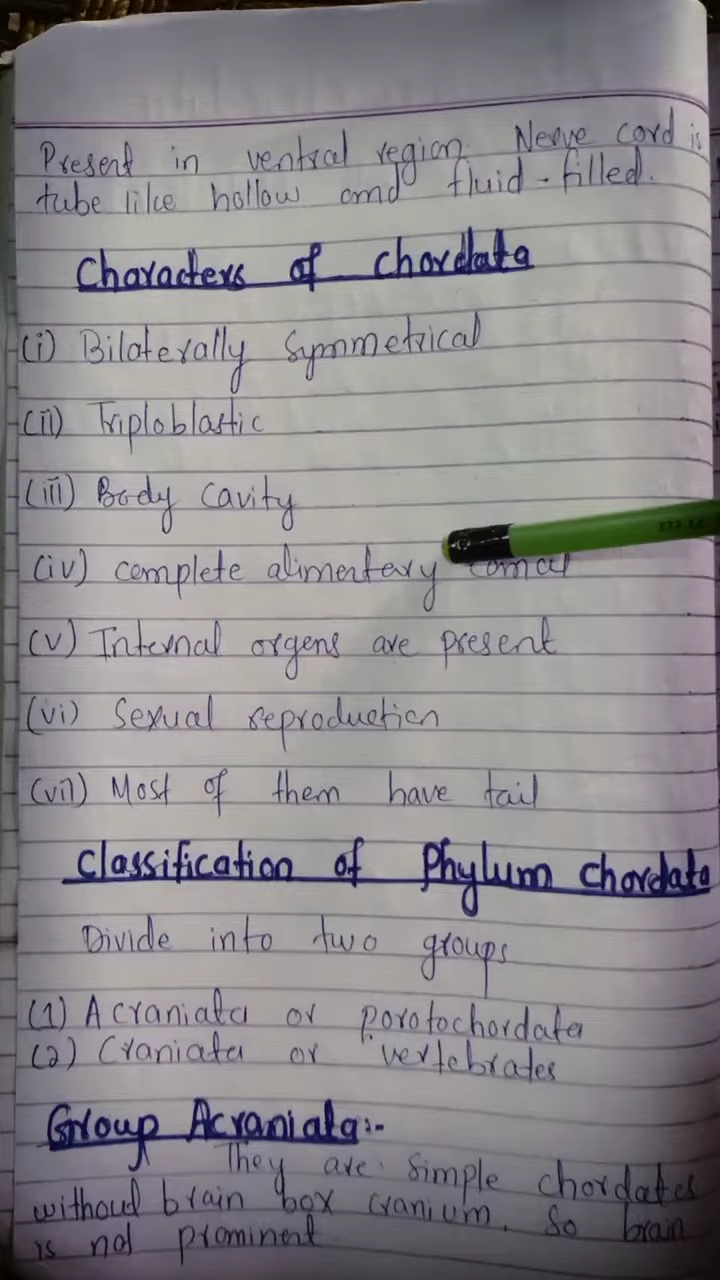 Present in ventral region. Nerve cord is
tube like hollow and fluid-filled.
Characters of chordata
(i) Bilaterally symmetrical
(ii) Triploblastic
(iii) Body cavity
(iv) complete alimentary
(v) Internal orgens are present
(vi) Sexual reproduction
(vii) Most of them have tail
Classification of Phylum chordata
Divide into two groups
(1) Acraniata or porotochordata
(2) Craniata or vertebrates
Group Acraniata:-
They are simple chordates
without brain box cranium. So brain
is not prominent